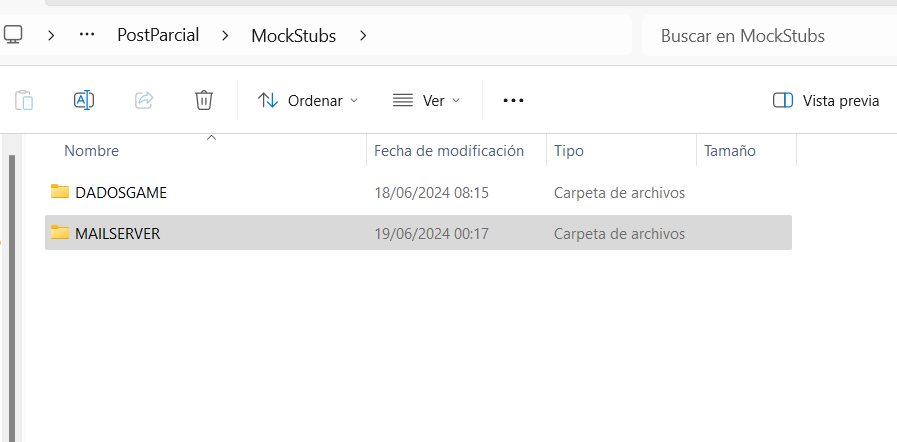 PostParcial MockStubs Buscar en MockStubs
Ordenar Ver Vista previa
Nombre Fecha de modificación Tipo Tamaño
DADOSGAME 18/06/2024 08:15 Carpeta de archivos
MAILSERVER 19/06/2024 00:17 Carpeta de archivos